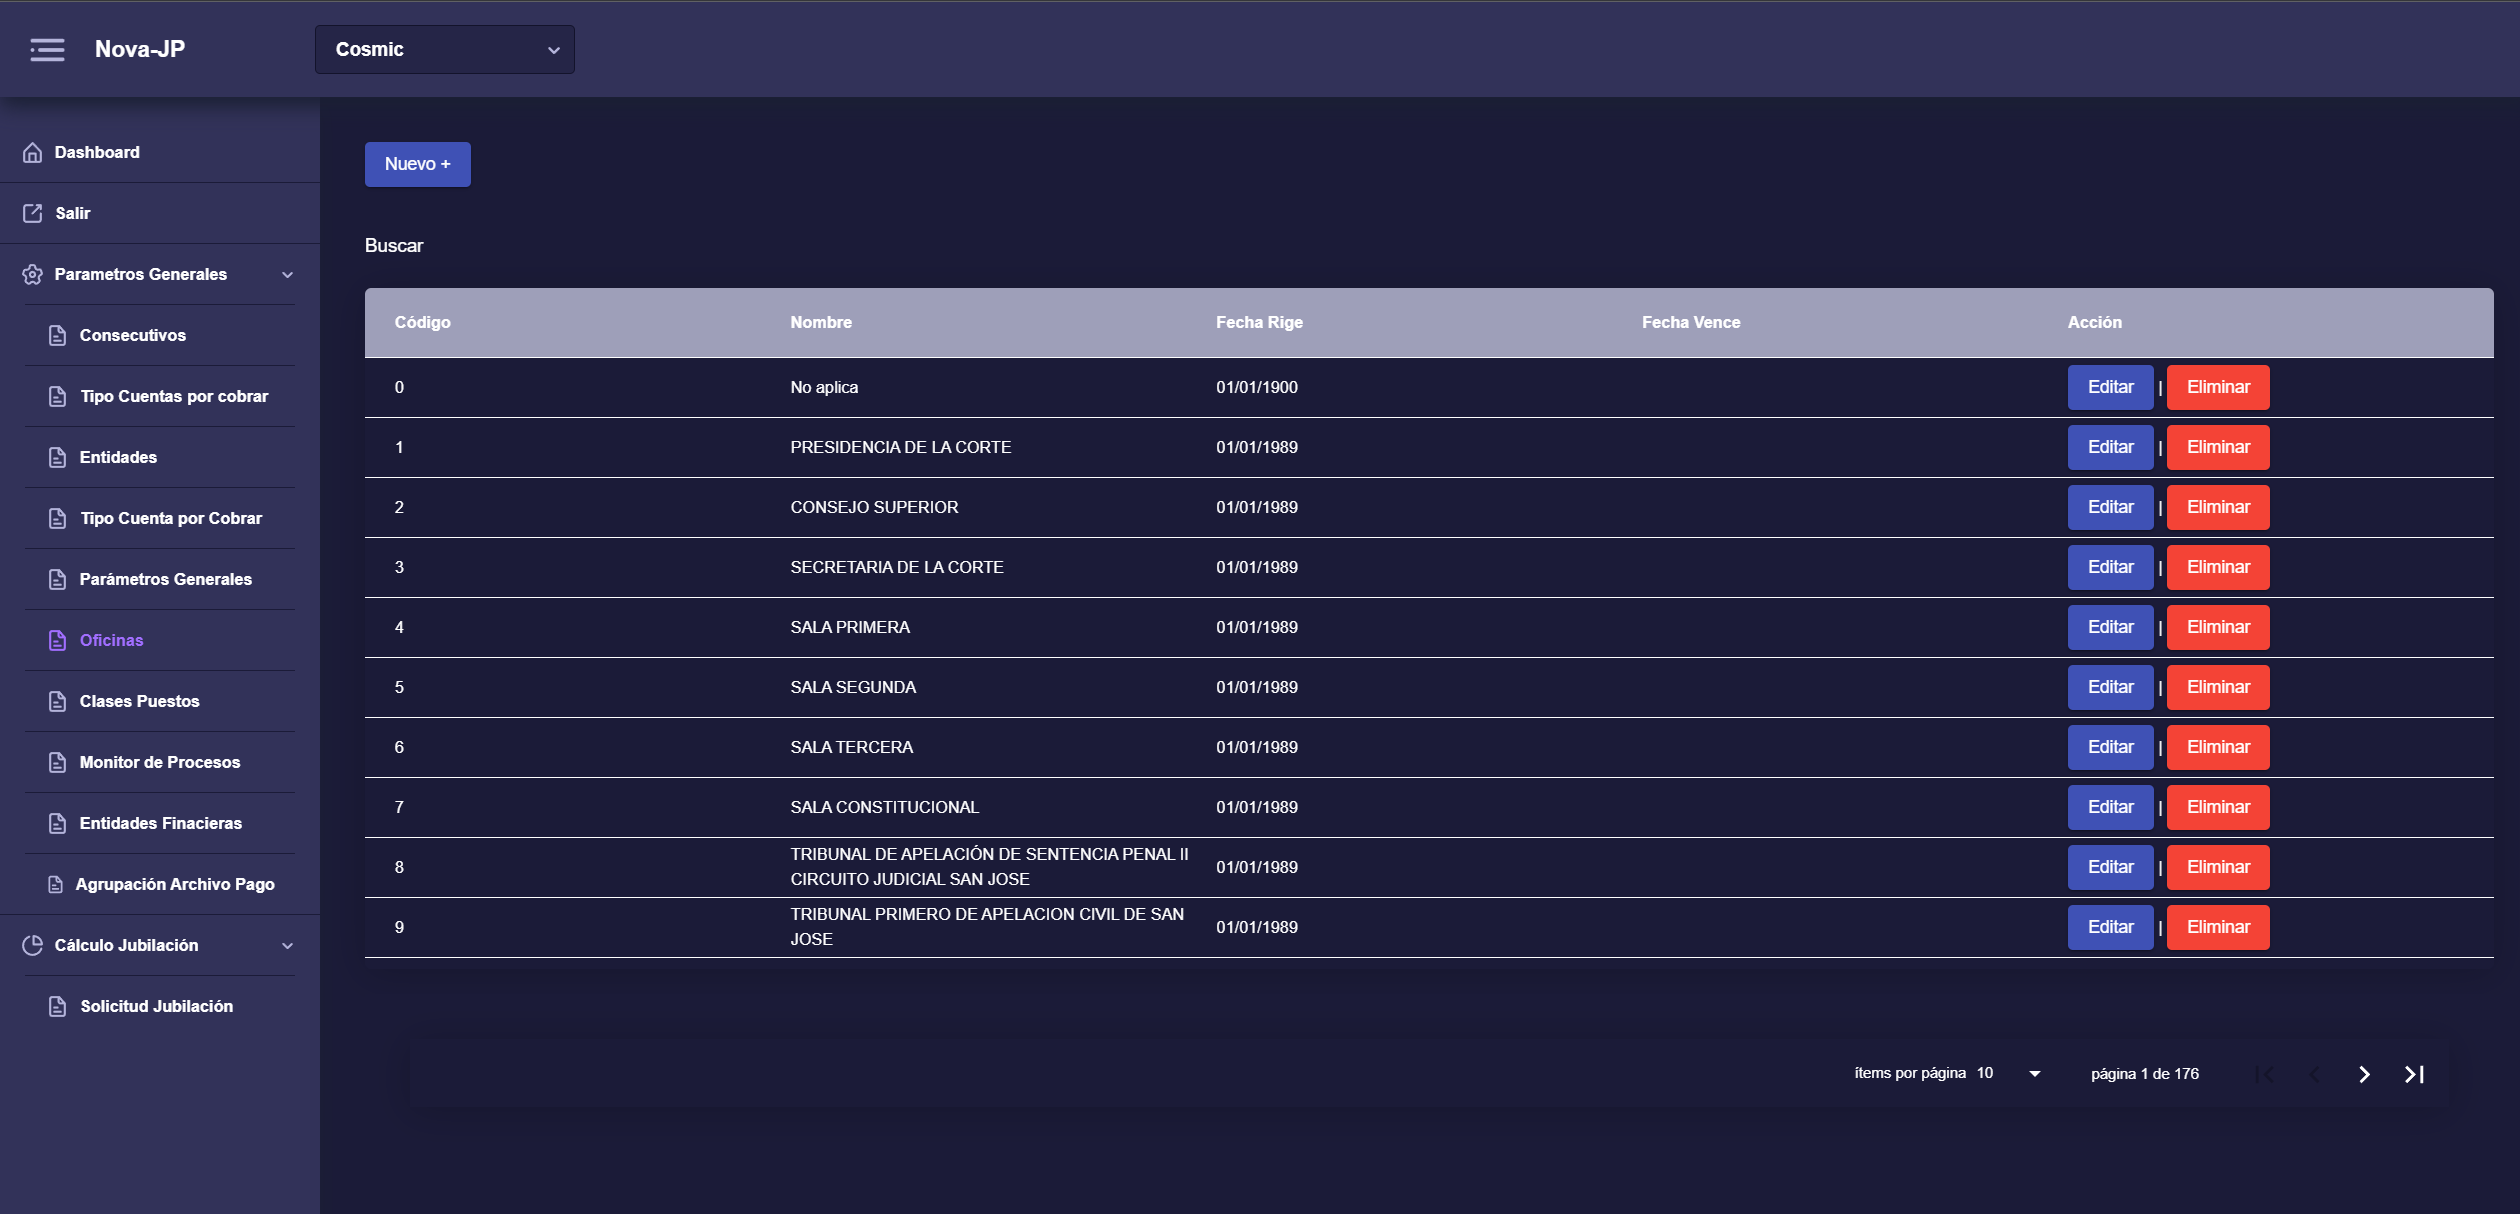 Nova-JP
Cosmic
Dashboard
Salir
Parametros Generales
Consecutivos
Tipo Cuentas por cobrar
Entidades
Tipo Cuenta por Cobrar
Parámetros Generales
Oficinas
Clases Puestos
Monitor de Procesos
Entidades Finacieras
Agrupación Archivo Pago
Cálculo Jubilación
Solicitud Jubilación
Nuevo +
Buscar
Código Nombre Fecha Rige Fecha Vence Acción
0 No aplica 01/01/1900 Editar | Eliminar
1 PRESIDENCIA DE LA CORTE 01/01/1989 Editar | Eliminar
2 CONSEJO SUPERIOR 01/01/1989 Editar | Eliminar
3 SECRETARIA DE LA CORTE 01/01/1989 Editar | Eliminar
4 SALA PRIMERA 01/01/1989 Editar | Eliminar
5 SALA SEGUNDA 01/01/1989 Editar | Eliminar
6 SALA TERCERA 01/01/1989 Editar | Eliminar
7 SALA CONSTITUCIONAL 01/01/1989 Editar | Eliminar
8 TRIBUNAL DE APELACIÓN DE SENTENCIA PENAL II
CIRCUITO JUDICIAL SAN JOSE 01/01/1989 Editar | Eliminar
9 TRIBUNAL PRIMERO DE APELACION CIVIL DE SAN
JOSE 01/01/1989 Editar | Eliminar
ítems por página 10 página 1 de 176